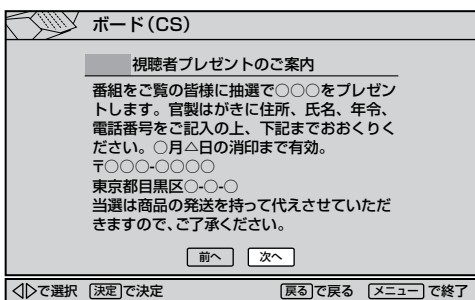 ボード(CS)
視聴者プレゼントのご案内
番組をご覧の皆様に抽選で○○○をプレゼン
トします。官製はがきに住所、氏名、年令、
電話番号をご記入の上、下記までおおくりく
ださい。○月△日の消印まで有効。
〒○○○-○○○○
東京都目黒区○-○-○
当選は商品の発送を持って代えさせていただ
きますので、ご了承ください。
前へ 次へ
◁▷で選択 決定で決定 戻るで戻る メニューで終了